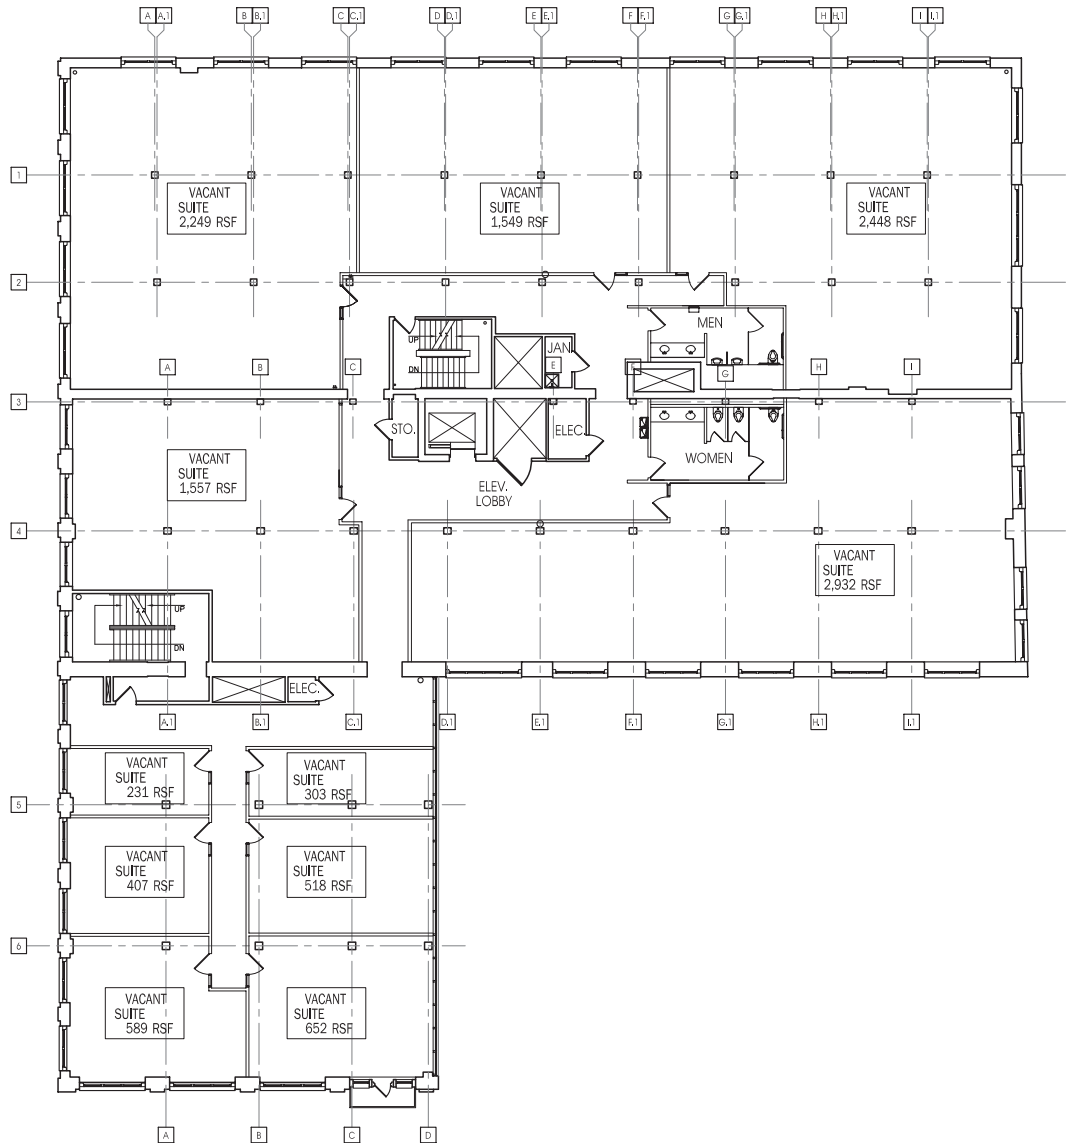 A A.1 B B.1 C C.1 D D.1 E E.1 F F.1 G G.1 H H.1 I I.1
1
VACANT
SUITE
2,249 RSF
VACANT
SUITE
1,549 RSF
VACANT
SUITE
2,448 RSF
2
MEN
UP
DN
JAN
E
F
A B C G H I
3
STO.
ELEC.
WOMEN
VACANT
SUITE
1,557 RSF
ELEV.
LOBBY
4
VACANT
SUITE
2,932 RSF
UP
DN
ELEC.
A.1 B.1 C.1 D.1 E.1 F.1 G.1 H.1 I.1
VACANT
SUITE
231 RSF
VACANT
SUITE
303 RSF
5
VACANT
SUITE
407 RSF
VACANT
SUITE
518 RSF
6
VACANT
SUITE
589 RSF
VACANT
SUITE
652 RSF
A B C D